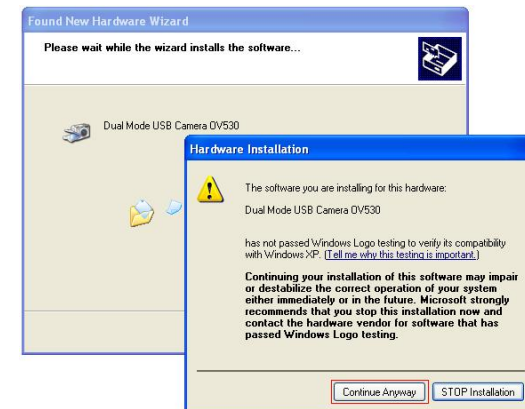 Found New Hardware Wizard
Please wait while the wizard installs the software...
Dual Mode USB Camera OV530
Hardware Installation
The software you are installing for this hardware:
Dual Mode USB Camera OV530
has not passed Windows Logo testing to verify its compatibility
with Windows XP. (Tell me why this testing is important.)
Continuing your installation of this software may impair
or destabilize the correct operation of your system
either immediately or in the future. Microsoft strongly
recommends that you stop this installation now and
contact the hardware vendor for software that has
passed Windows Logo testing.
Continue Anyway
STOP Installation